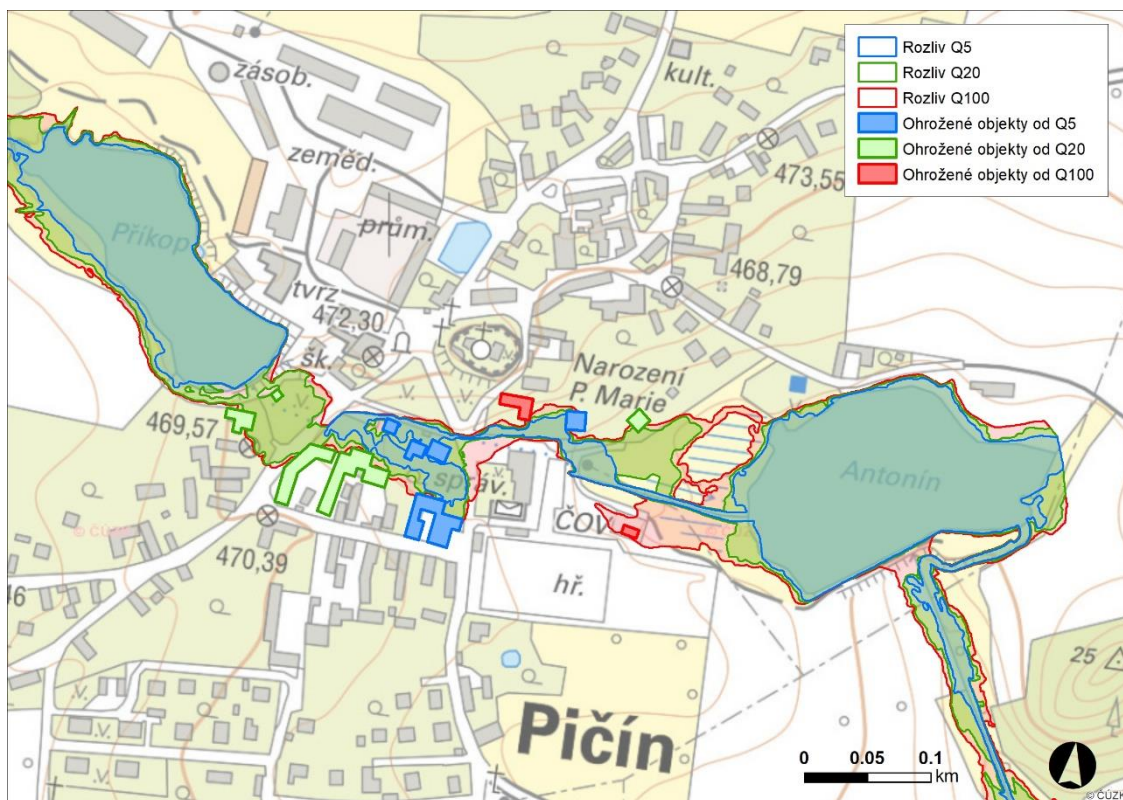 Rozliv Q5
Rozliv Q20
Rozliv Q100
Ohrožené objekty od Q5
Ohrožené objekty od Q20
Ohrožené objekty od Q100
zásob.
kult.
zeměd.
473,55
prům.
Příkop
468,79
tvrz
472,30
šk.
Narození
P. Marie
469,57
Antonín
správ.
ČOV
© ČÚZK
470,39
hř.
46
25
Pičín
0 0.05 0.1
km
© ČÚZK